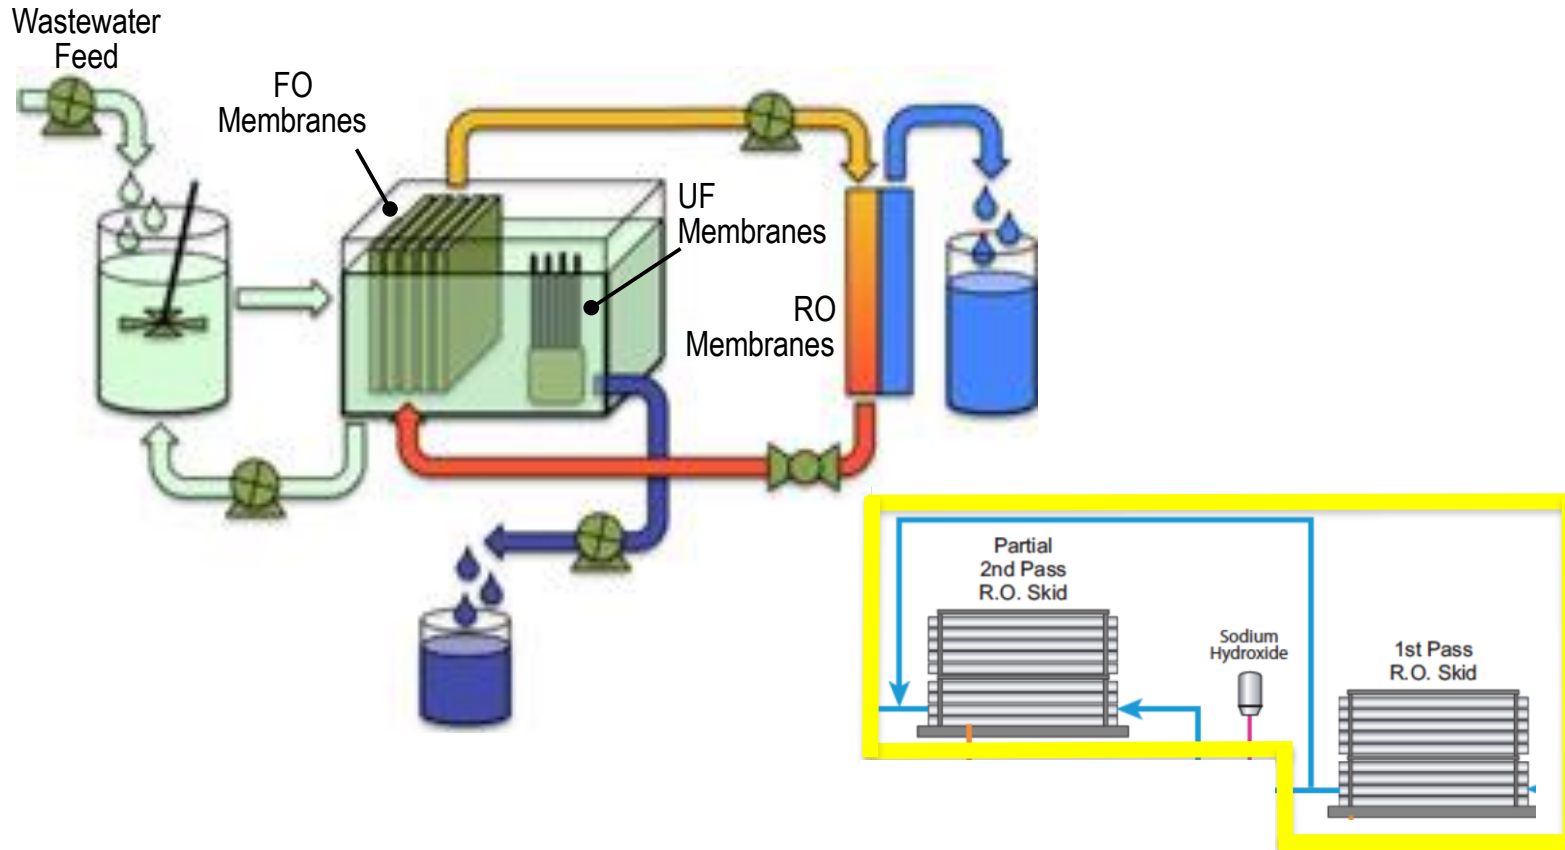 Wastewater
Feed
FO
Membranes
UF
Membranes
RO
Membranes
Partial
2nd Pass
R.O. Skid
Sodium
Hydroxide
1st Pass
R.O. Skid